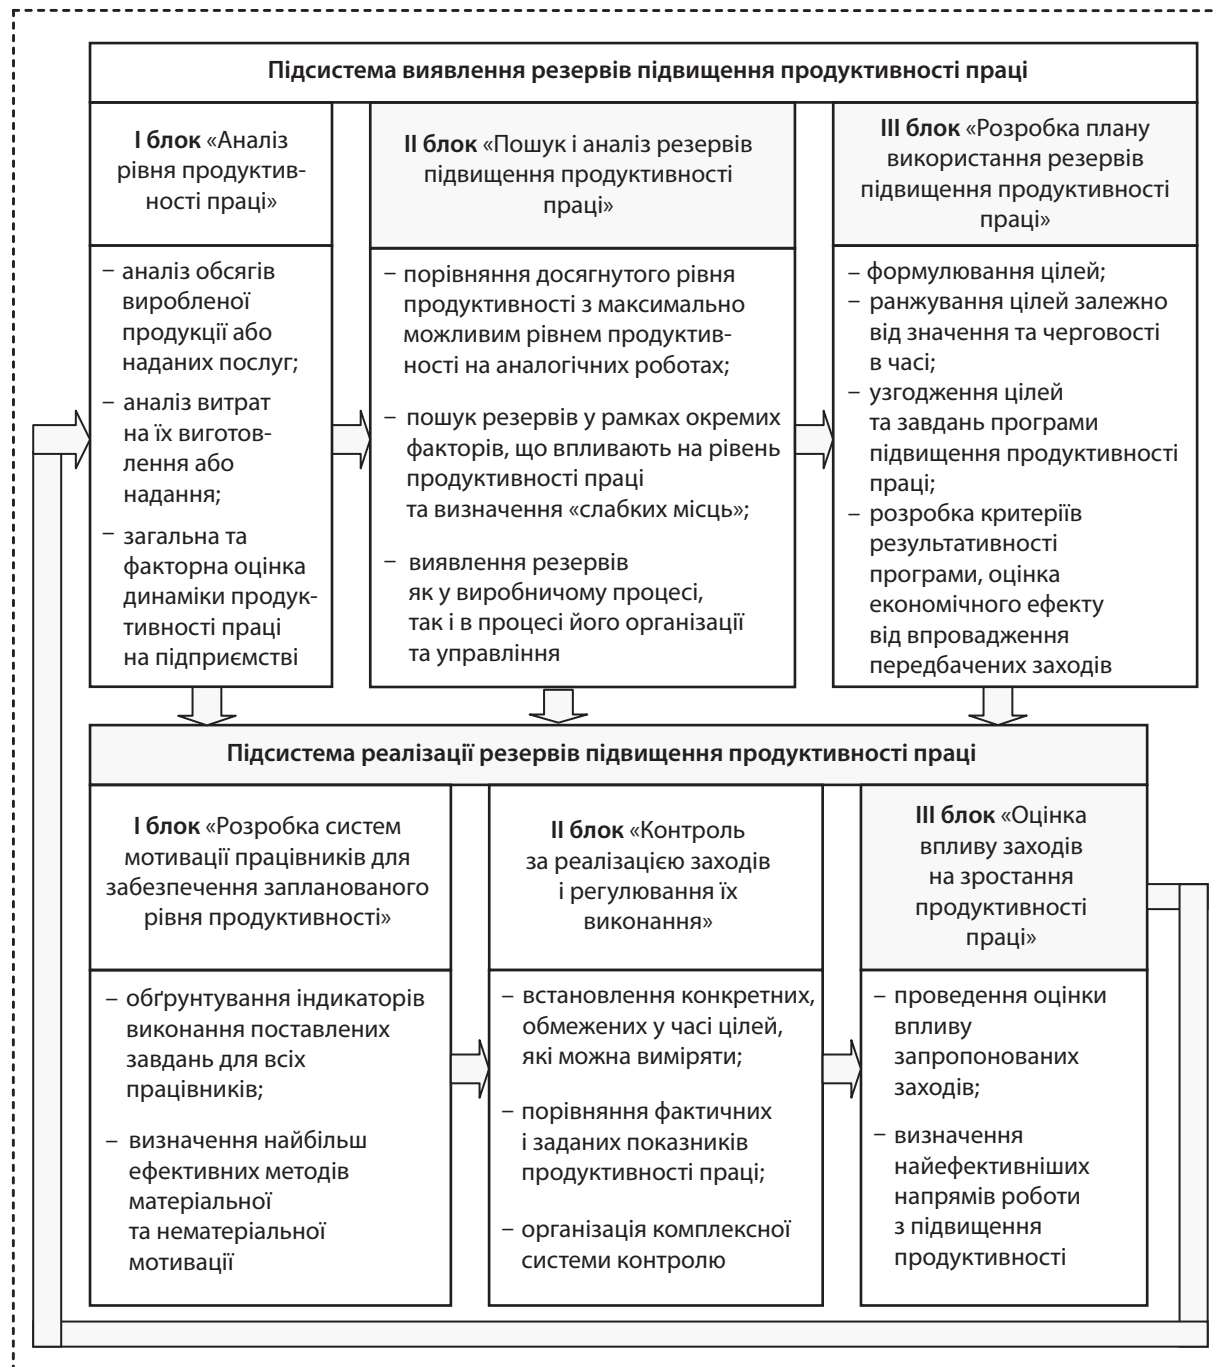 Підсистема виявлення резервів підвищення продуктивності праці
І блок «Аналіз
рівня продуктив-
ності праці»
ІІ блок «Пошук і аналіз резервів
підвищення продуктивності
праці»
ІІІ блок «Розробка плану
використання резервів
підвищення продуктивності
праці»
– аналіз обсягів
виробленої
продукції або
наданих послуг;
– аналіз витрат
на їх виготов-
лення або
надання;
– загальна та
факторна оцінка
динаміки продук-
тивності праці
на підприємстві
– порівняння досягнутого рівня
продуктивності з максимально
можливим рівнем продуктив-
ності на аналогічних роботах;
– пошук резервів у рамках окремих
факторів, що впливають на рівень
продуктивності праці
та визначення «слабких місць»;
– виявлення резервів
як у виробничому процесі,
так і в процесі його організації
та управління
– формулювання цілей;
– ранжування цілей залежно
від значення та черговості
в часі;
– узгодження цілей
та завдань програми
підвищення продуктивності
праці;
– розробка критеріїв
результативності
програми, оцінка
економічного ефекту
від впровадження
передбачених заходів
Підсистема реалізації резервів підвищення продуктивності праці
І блок «Розробка систем
мотивації працівників для
забезпечення запланованого
рівня продуктивності»
ІІ блок «Контроль
за реалізацією заходів
і регулювання їх
виконання»
ІІІ блок «Оцінка
впливу заходів
на зростання
продуктивності
праці»
– обґрунтування індикаторів
виконання поставлених
завдань для всіх
працівників;
– визначення найбільш
ефективних методів
матеріальної
та нематеріальної
мотивації
– встановлення конкретних,
обмежених у часі цілей,
які можна виміряти;
– порівняння фактичних
і заданих показників
продуктивності праці;
– організація комплексної
системи контролю
– проведення оцінки
впливу
запропонованих
заходів;
– визначення
найефективніших
напрямів роботи
з підвищення
продуктивності